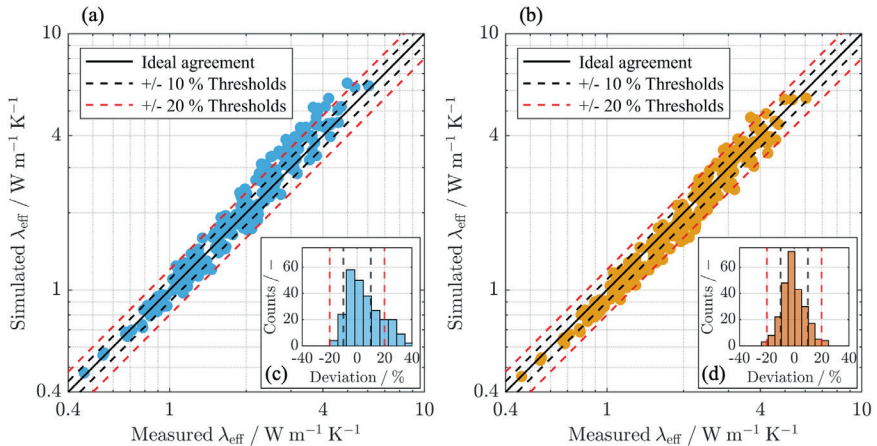 (a)
10
4
1
0.4
Simulated λeff / W m−1 K−1
Ideal agreement
+/- 10 % Thresholds
+/- 20 % Thresholds
60
40
20
0
Counts / −
-40 -20 0 20 40
Deviation / %
(c)
0.4 1 4 10
Measured λeff / W m−1 K−1
(b)
10
4
1
0.4
Simulated λeff / W m−1 K−1
Ideal agreement
+/- 10 % Thresholds
+/- 20 % Thresholds
60
40
20
0
Counts / −
-40 -20 0 20 40
Deviation / %
(d)
0.4 1 4 10
Measured λeff / W m−1 K−1